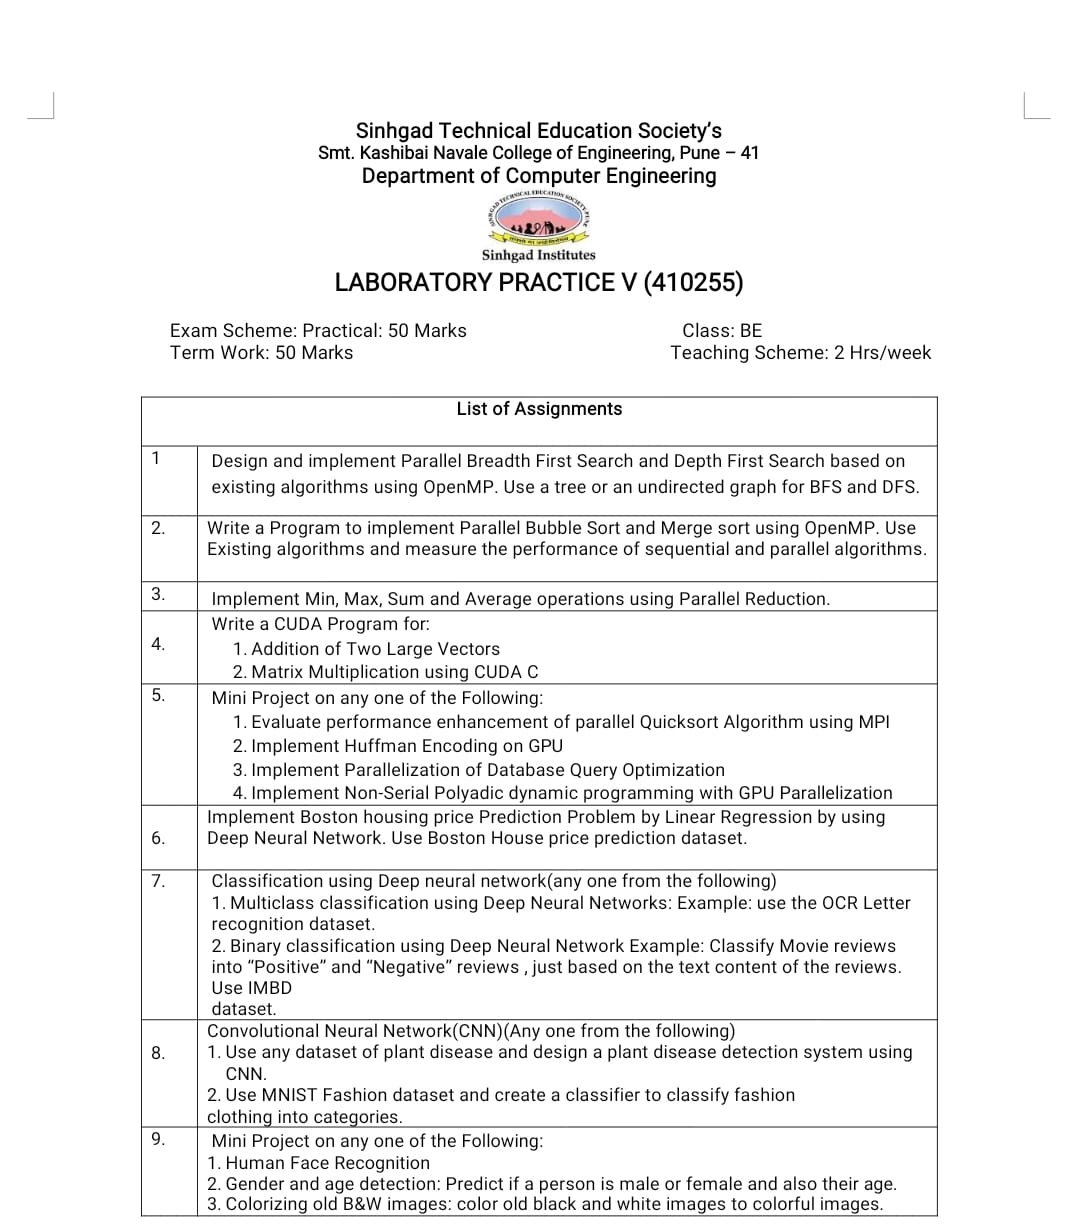 Sinhgad Technical Education Society’s
Smt. Kashibai Navale College of Engineering, Pune – 41
Department of Computer Engineering
SINHGAD TECHNICAL EDUCATION SOCIETY, PUNE
Sinhgad Institutes
LABORATORY PRACTICE V (410255)
Exam Scheme: Practical: 50 Marks Class: BE
Term Work: 50 Marks Teaching Scheme: 2 Hrs/week
List of Assignments
1 Design and implement Parallel Breadth First Search and Depth First Search based on
existing algorithms using OpenMP. Use a tree or an undirected graph for BFS and DFS.
2. Write a Program to implement Parallel Bubble Sort and Merge sort using OpenMP. Use
Existing algorithms and measure the performance of sequential and parallel algorithms.
3. Implement Min, Max, Sum and Average operations using Parallel Reduction.
Write a CUDA Program for:
4. 1. Addition of Two Large Vectors
2. Matrix Multiplication using CUDA C
5. Mini Project on any one of the Following:
1. Evaluate performance enhancement of parallel Quicksort Algorithm using MPI
2. Implement Huffman Encoding on GPU
3. Implement Parallelization of Database Query Optimization
4. Implement Non-Serial Polyadic dynamic programming with GPU Parallelization
Implement Boston housing price Prediction Problem by Linear Regression by using
6. Deep Neural Network. Use Boston House price prediction dataset.
7. Classification using Deep neural network(any one from the following)
1. Multiclass classification using Deep Neural Networks: Example: use the OCR Letter
recognition dataset.
2. Binary classification using Deep Neural Network Example: Classify Movie reviews
into “Positive” and “Negative” reviews , just based on the text content of the reviews.
Use IMBD
dataset.
Convolutional Neural Network(CNN)(Any one from the following)
8. 1. Use any dataset of plant disease and design a plant disease detection system using
CNN.
2. Use MNIST Fashion dataset and create a classifier to classify fashion
clothing into categories.
9. Mini Project on any one of the Following:
1. Human Face Recognition
2. Gender and age detection: Predict if a person is male or female and also their age.
3. Colorizing old B&W images: color old black and white images to colorful images.